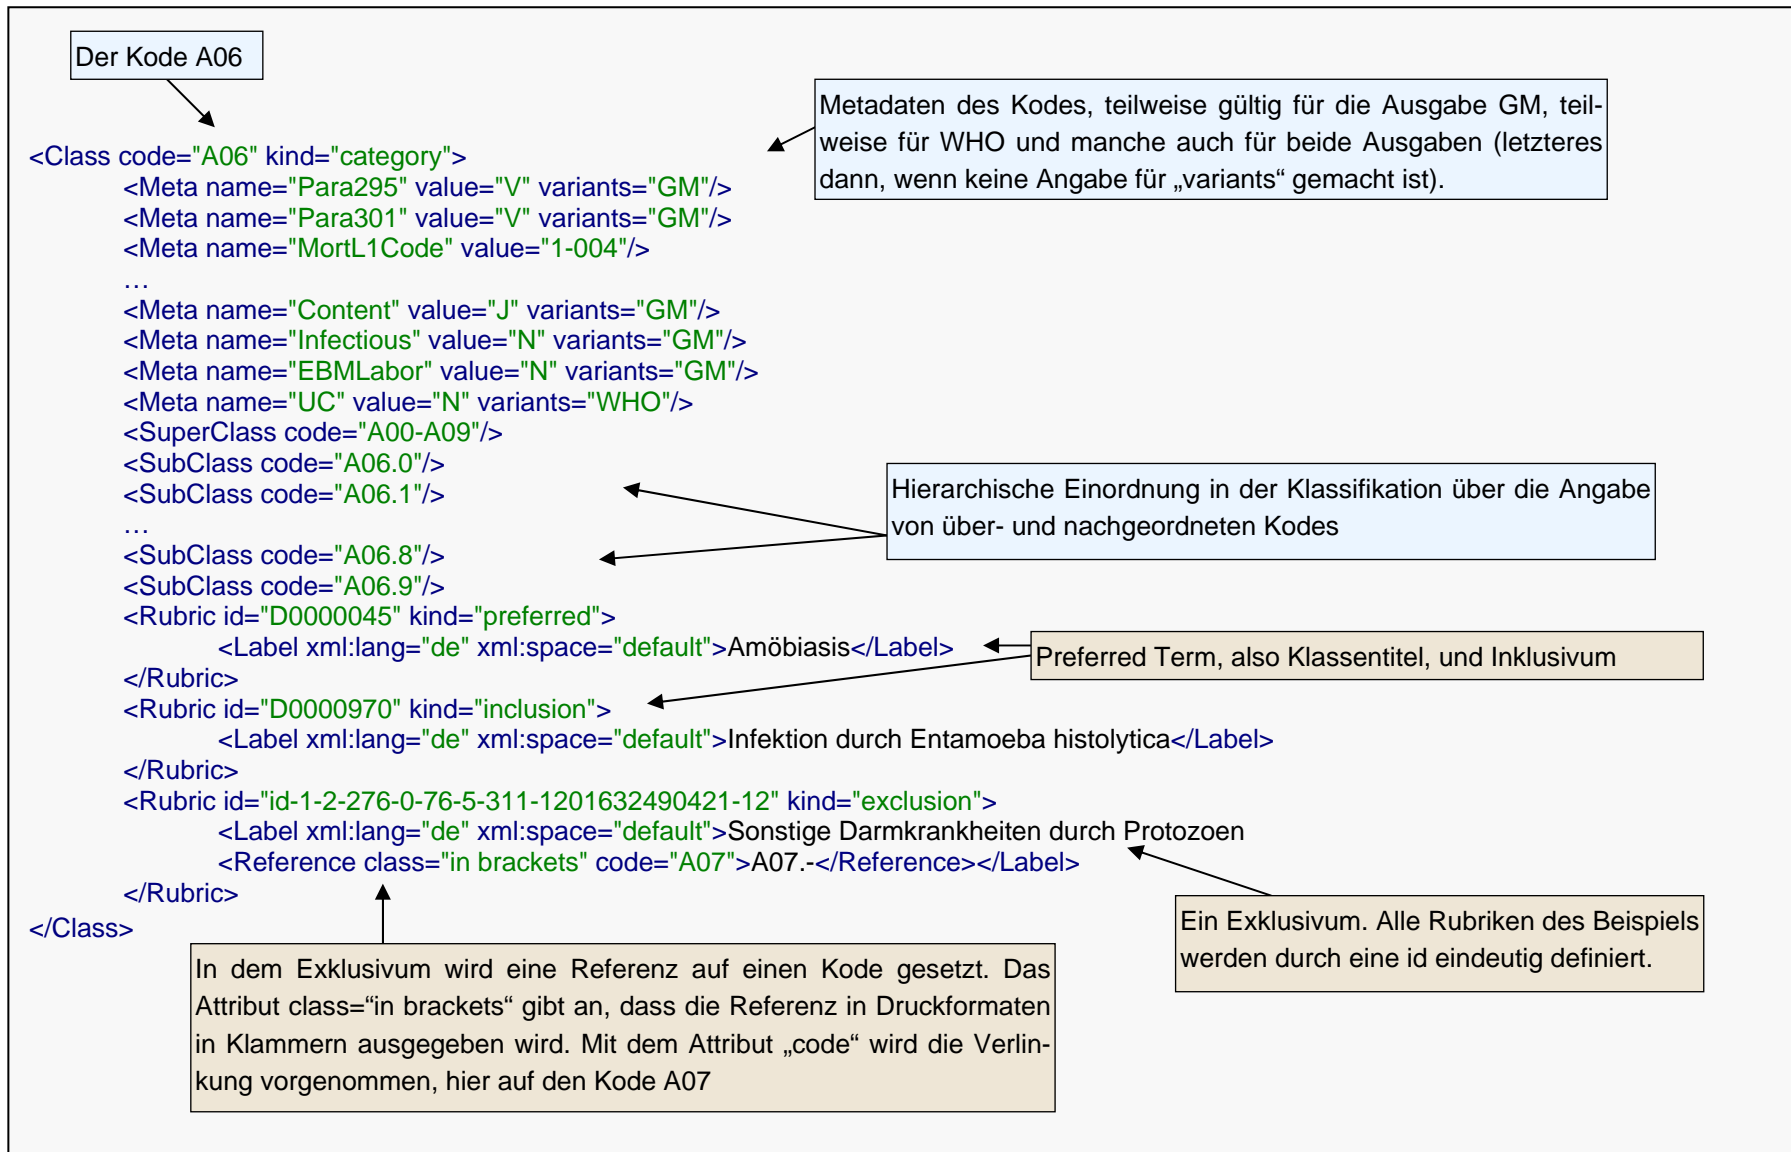 Der Kode A06
Metadaten des Kodes, teilweise gültig für die Ausgabe GM, teil-
weise für WHO und manche auch für beide Ausgaben (letzteres
dann, wenn keine Angabe für „variants“ gemacht ist).
<Class code="A06" kind="category">
<Meta name="Para295" value="V" variants="GM"/>
<Meta name="Para301" value="V" variants="GM"/>
<Meta name="MortL1Code" value="1-004"/>
…
<Meta name="Content" value="J" variants="GM"/>
<Meta name="Infectious" value="N" variants="GM"/>
<Meta name="EBMLabor" value="N" variants="GM"/>
<Meta name="UC" value="N" variants="WHO"/>
<SuperClass code="A00-A09"/>
<SubClass code="A06.0"/>
<SubClass code="A06.1"/>
…
<SubClass code="A06.8"/>
<SubClass code="A06.9"/>
Hierarchische Einordnung in der Klassifikation über die Angabe
von über- und nachgeordneten Kodes
<Rubric id="D0000045" kind="preferred">
<Label xml:lang="de" xml:space="default">Amöbiasis</Label>
</Rubric>
Preferred Term, also Klassentitel, und Inklusivum
<Rubric id="D0000970" kind="inclusion">
<Label xml:lang="de" xml:space="default">Infektion durch Entamoeba histolytica</Label>
</Rubric>
<Rubric id="id-1-2-276-0-76-5-311-1201632490421-12" kind="exclusion">
<Label xml:lang="de" xml:space="default">Sonstige Darmkrankheiten durch Protozoen
<Reference class="in brackets" code="A07">A07.-</Reference></Label>
</Rubric>
</Class>
Ein Exklusivum. Alle Rubriken des Beispiels
werden durch eine id eindeutig definiert.
In dem Exklusivum wird eine Referenz auf einen Kode gesetzt. Das
Attribut class=“in brackets“ gibt an, dass die Referenz in Druckformaten
in Klammern ausgegeben wird. Mit dem Attribut „code“ wird die Verlin-
kung vorgenommen, hier auf den Kode A07